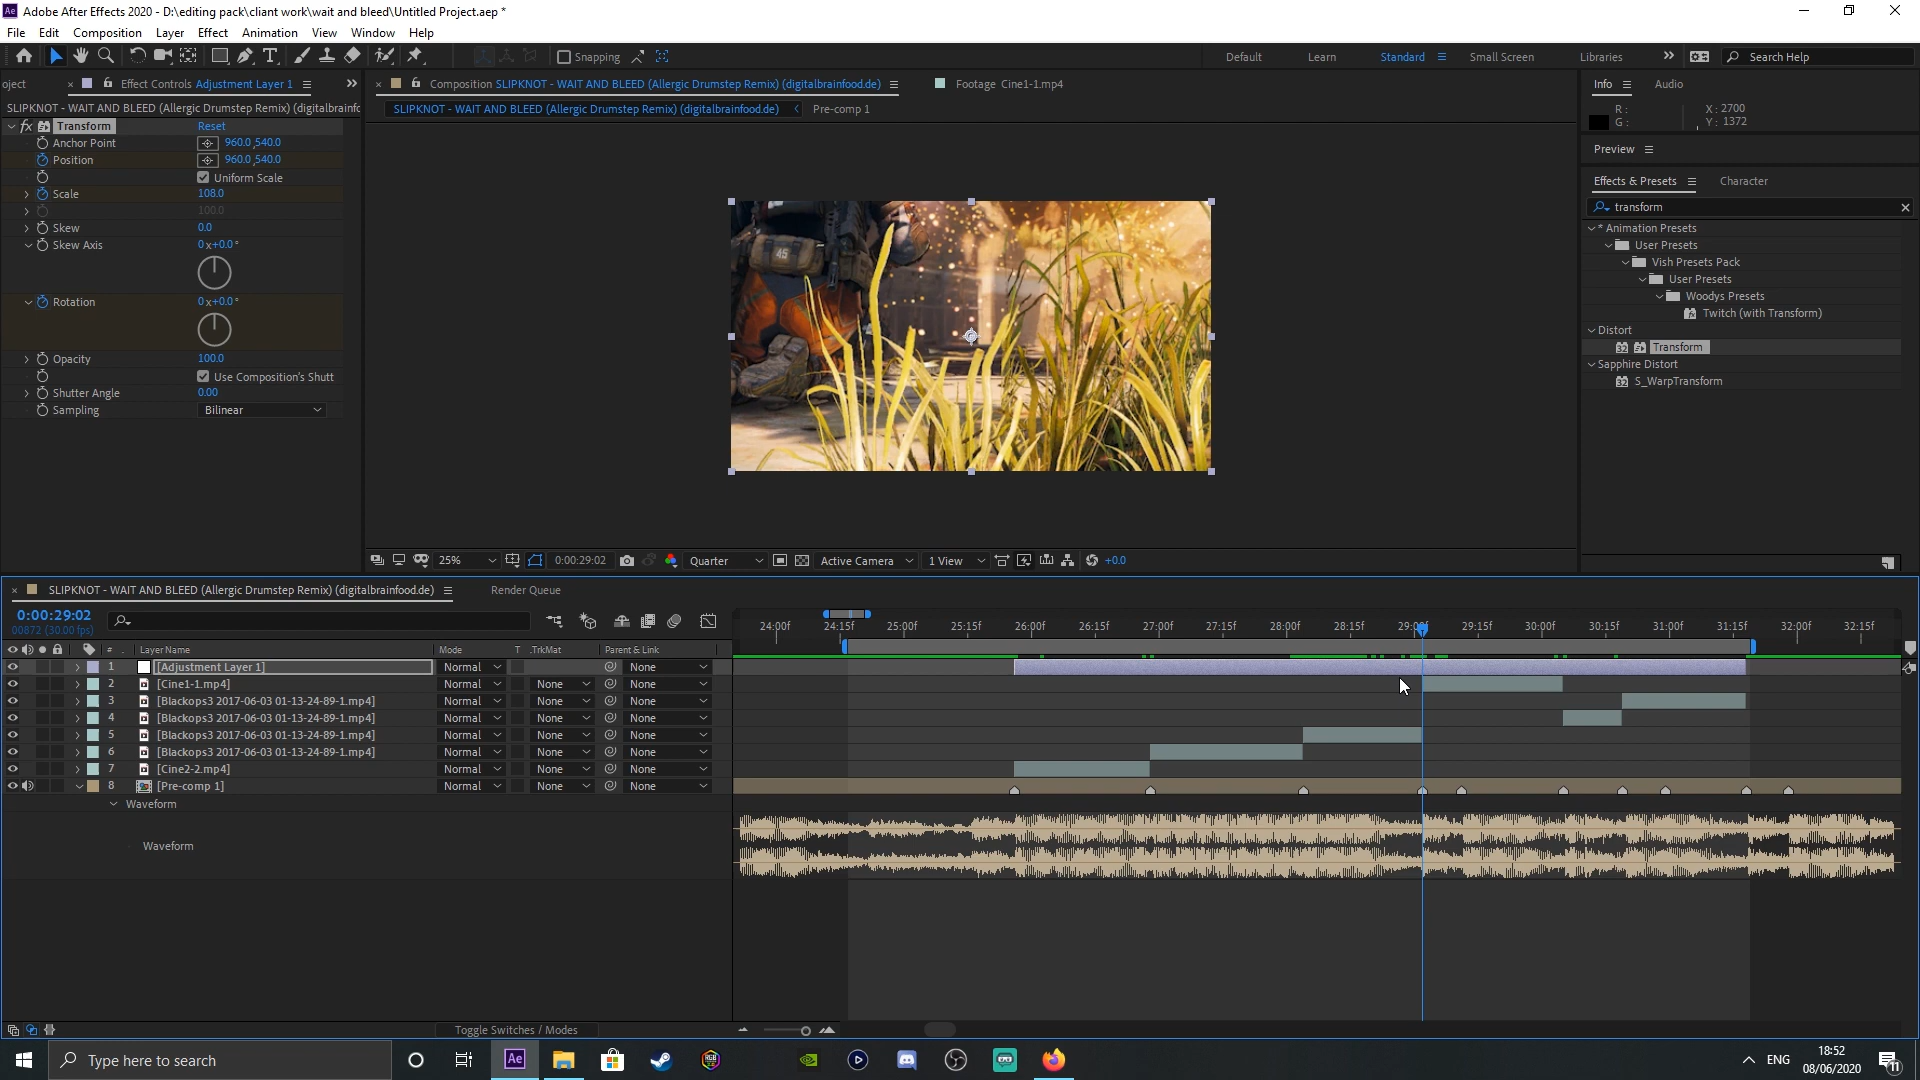 Adobe After Effects 2020 - D:\editing pack\cliant work\wait and bleed\Untitled Project.aep *
File Edit Composition Layer Effect Animation View Window Help
Snapping
Default Learn Standard Small Screen Libraries
Search Help
oject
Effect Controls Adjustment Layer 1
SLIPKNOT - WAIT AND BLEED (Allergic Drumstep Remix) (digitalbrainfo
fx Transform Reset
Anchor Point 960.0,540.0
Position 960.0,540.0
Uniform Scale
Scale 108.0
100.0
Skew 0.0
Skew Axis 0x+0.0°
Rotation 0x+0.0°
Opacity 100.0
Use Composition's Shutt
Shutter Angle 0.00
Sampling Bilinear
Composition SLIPKNOT - WAIT AND BLEED (Allergic Drumstep Remix) (digitalbrainfood.de)
Footage Cine1-1.mp4
SLIPKNOT - WAIT AND BLEED (Allergic Drumstep Remix) (digitalbrainfood.de) Pre-comp 1
45
25% 0:00:29:02 Quarter Active Camera 1 View +0.0
Info Audio
R:
G:
X: 2700
Y: 1372
Preview
Effects & Presets Character
transform
* Animation Presets
User Presets
Vish Presets Pack
User Presets
Woodys Presets
Twitch (with Transform)
Distort
32 Transform
Sapphire Distort
32 S_WarpTransform
SLIPKNOT - WAIT AND BLEED (Allergic Drumstep Remix) (digitalbrainfood.de) Render Queue
0:00:29:02
00872 (30.00 fps)
24:00f 24:15f 25:00f 25:15f 26:00f 26:15f 27:00f 27:15f 28:00f 28:15f 29:00f 29:15f 30:00f 30:15f 31:00f 31:15f 32:00f 32:15f
# Layer Name Mode T .TrkMat Parent & Link
1 [Adjustment Layer 1] Normal None
2 [Cine1-1.mp4] Normal None None
3 [Blackops3 2017-06-03 01-13-24-89-1.mp4] Normal None None
4 [Blackops3 2017-06-03 01-13-24-89-1.mp4] Normal None None
5 [Blackops3 2017-06-03 01-13-24-89-1.mp4] Normal None None
6 [Blackops3 2017-06-03 01-13-24-89-1.mp4] Normal None None
7 [Cine2-2.mp4] Normal None None
8 [Pre-comp 1] Normal None None
Waveform
Waveform
Toggle Switches / Modes
Type here to search
Ae
ENG
18:52
08/06/2020
11